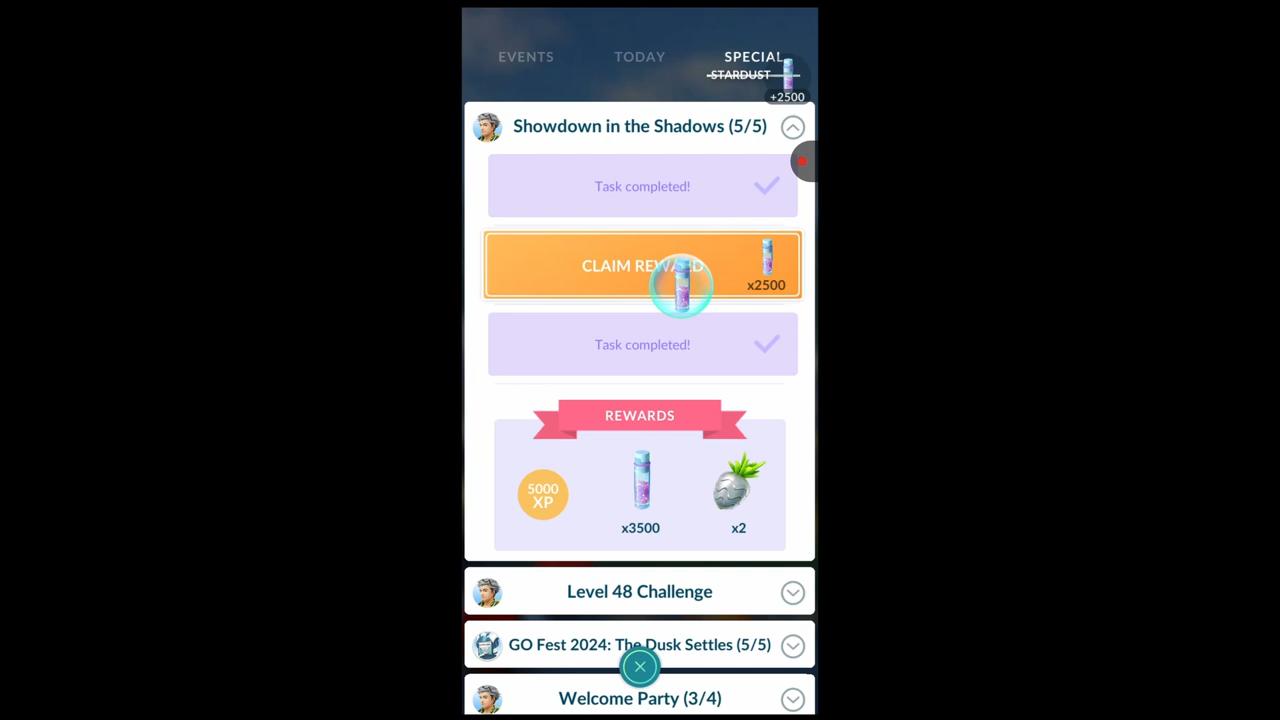 EVENTS
TODAY
SPECIAL
STARDUST
+2500
Showdown in the Shadows (5/5)
Task completed!
CLAIM REWARD
x2500
Task completed!
REWARDS
5000
XP
x3500
x2
Level 48 Challenge
GO Fest 2024: The Dusk Settles (5/5)
Welcome Party (3/4)